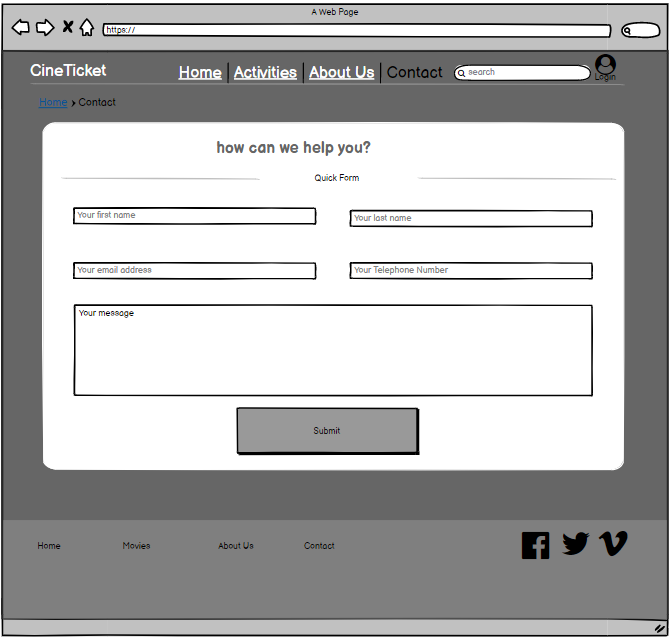 A Web Page
https://
CineTicket
Home Activities About Us Contact
search
Login
Home › Contact
how can we help you?
Quick Form
Your first name
Your last name
Your email address
Your Telephone Number
Your message
Submit
Home Movies About Us Contact